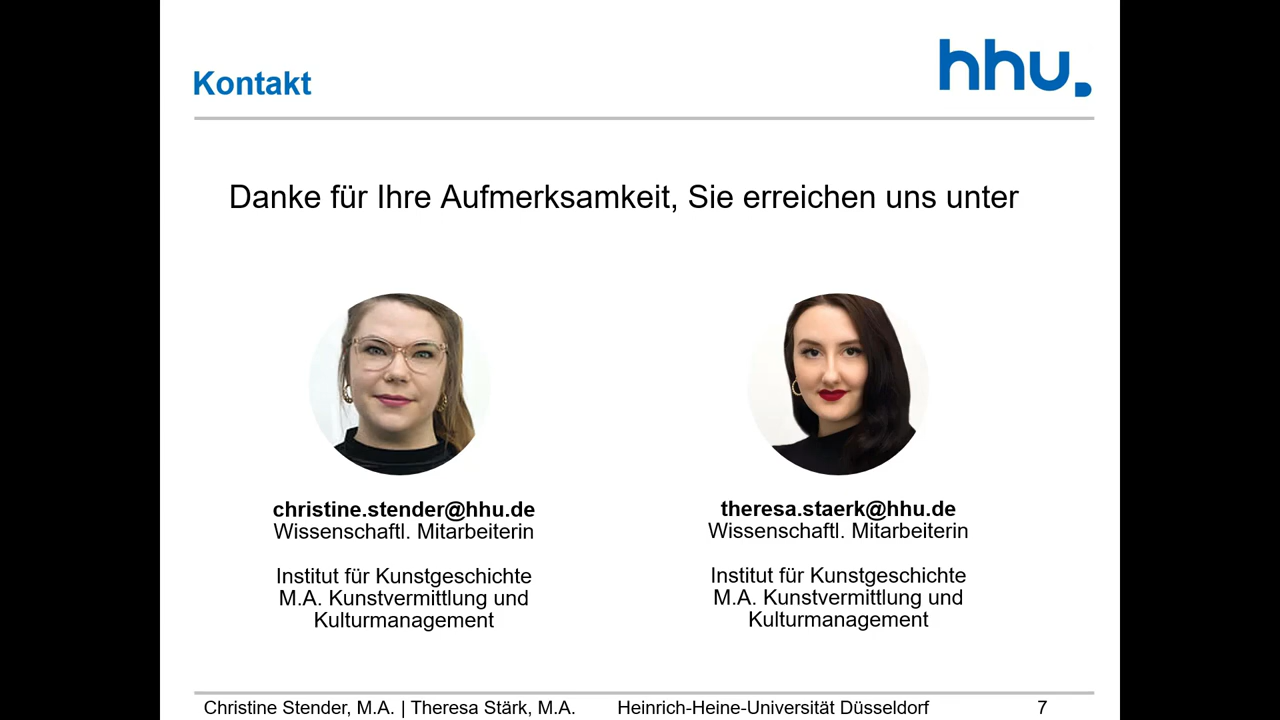 Kontakt
hhu.
Danke für Ihre Aufmerksamkeit, Sie erreichen uns unter
christine.stender@hhu.de
Wissenschaftl. Mitarbeiterin
Institut für Kunstgeschichte
M.A. Kunstvermittlung und
Kulturmanagement
theresa.staerk@hhu.de
Wissenschaftl. Mitarbeiterin
Institut für Kunstgeschichte
M.A. Kunstvermittlung und
Kulturmanagement
Christine Stender, M.A. | Theresa Stärk, M.A. Heinrich-Heine-Universität Düsseldorf 7